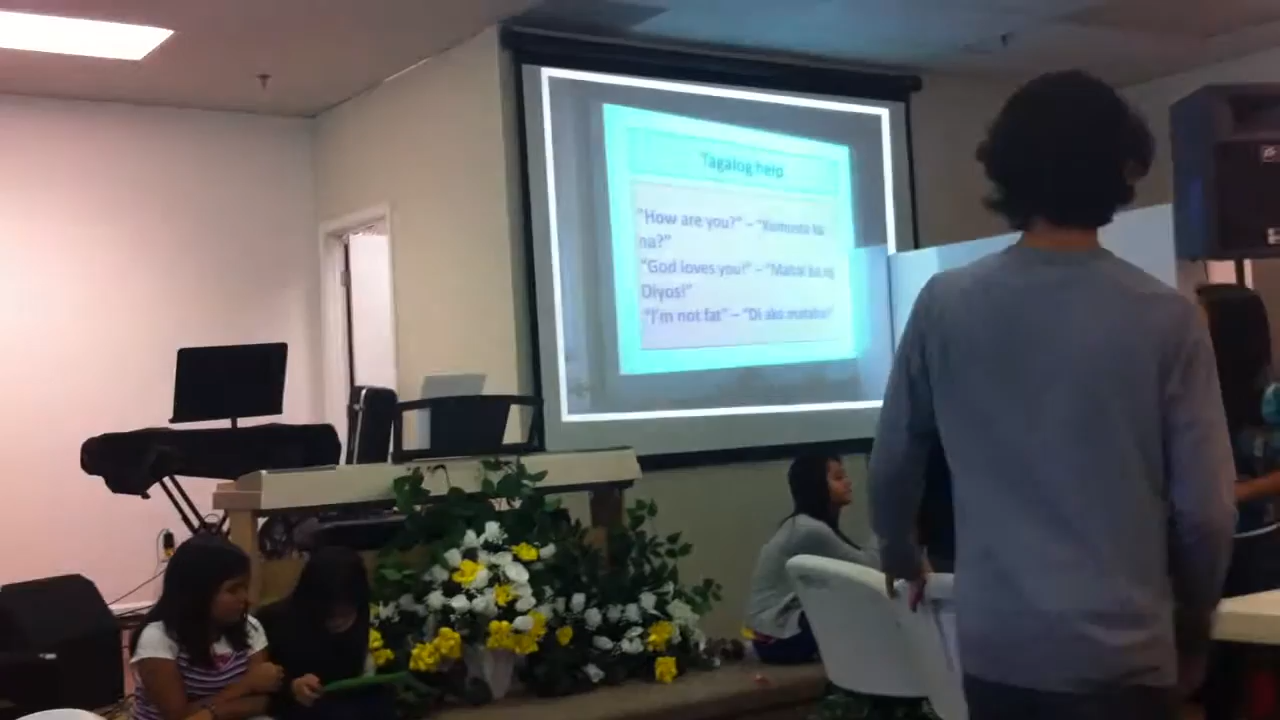 Tagalog help
"How are you?" – "Kumusta ka
na?"
"God loves you!" – "Mahal ka ng
Diyos!"
"I'm not fat" – "Di ako mataba!"